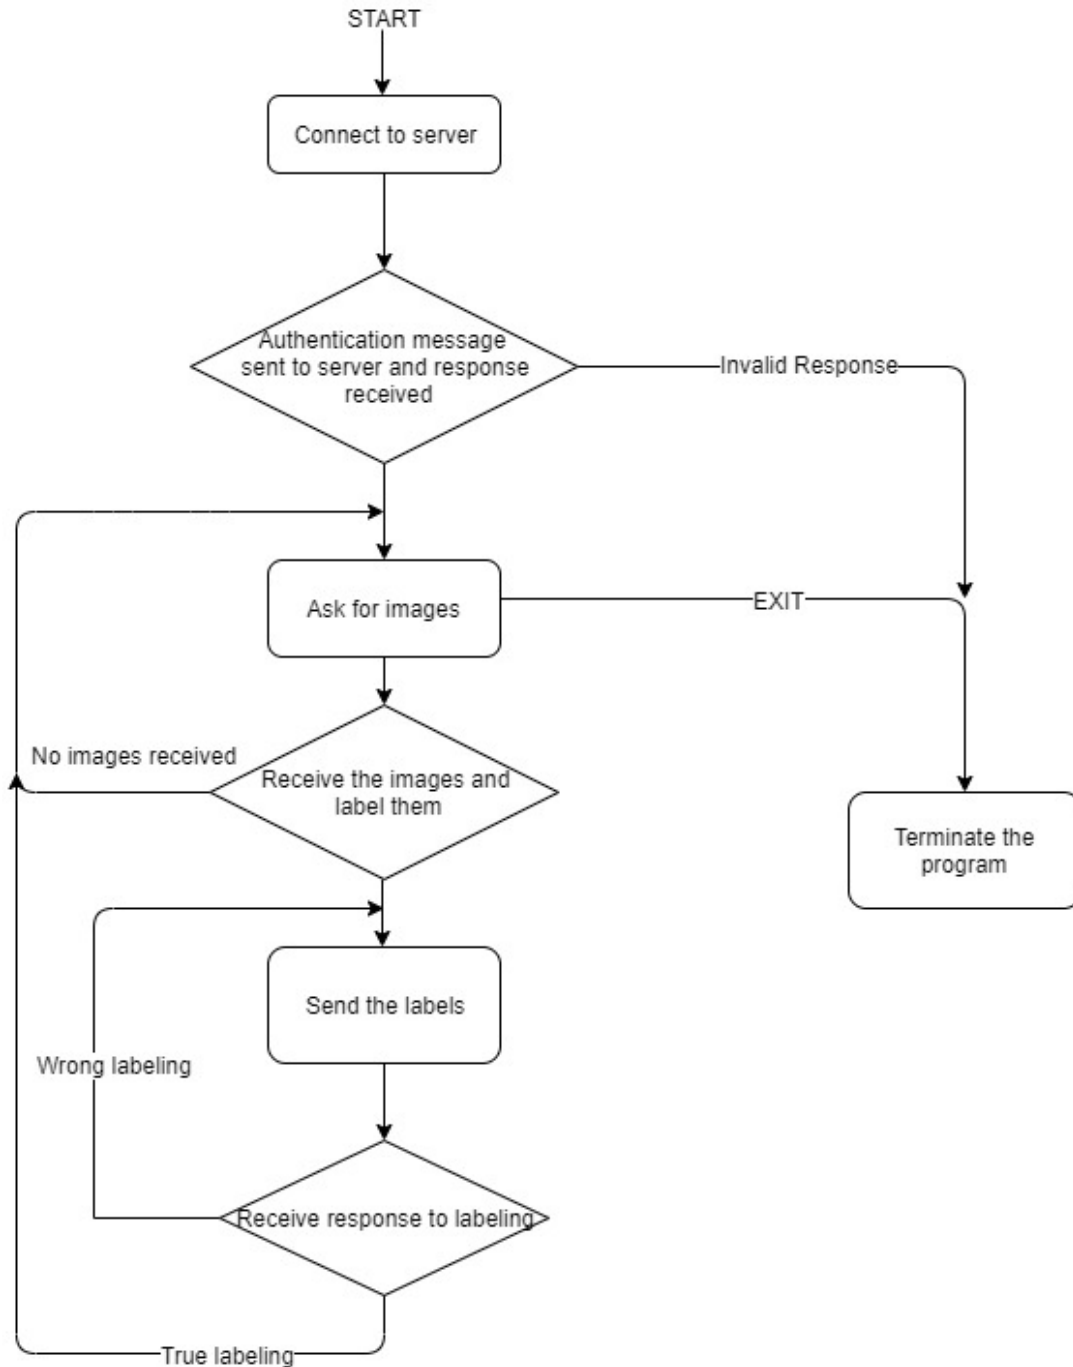 START
Connect to server
Authentication message
sent to server and response
received
Invalid Response
Ask for images
EXIT
No images received
Receive the images and
label them
Terminate the
program
Send the labels
Wrong labeling
Receive response to labeling
True labeling